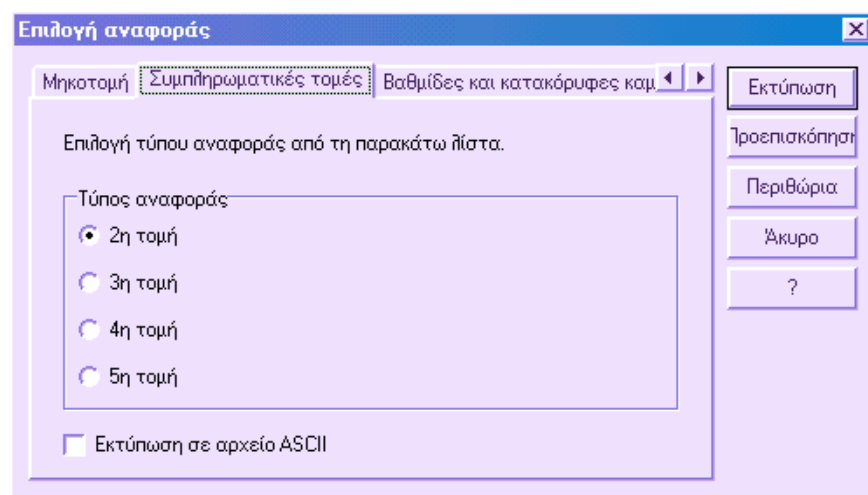 Επιλογή αναφοράς
Μηκοτομή Συμπληρωματικές τομές Βαθμίδες και κατακόρυφες καμ
Επιλογή τύπου αναφοράς από τη παρακάτω λίστα.
Τύπος αναφοράς
2η τομή
3η τομή
4η τομή
5η τομή
Εκτύπωση σε αρχείο ASCII
Εκτύπωση
Προεπισκόπηση
Περιθώρια
Άκυρο
?